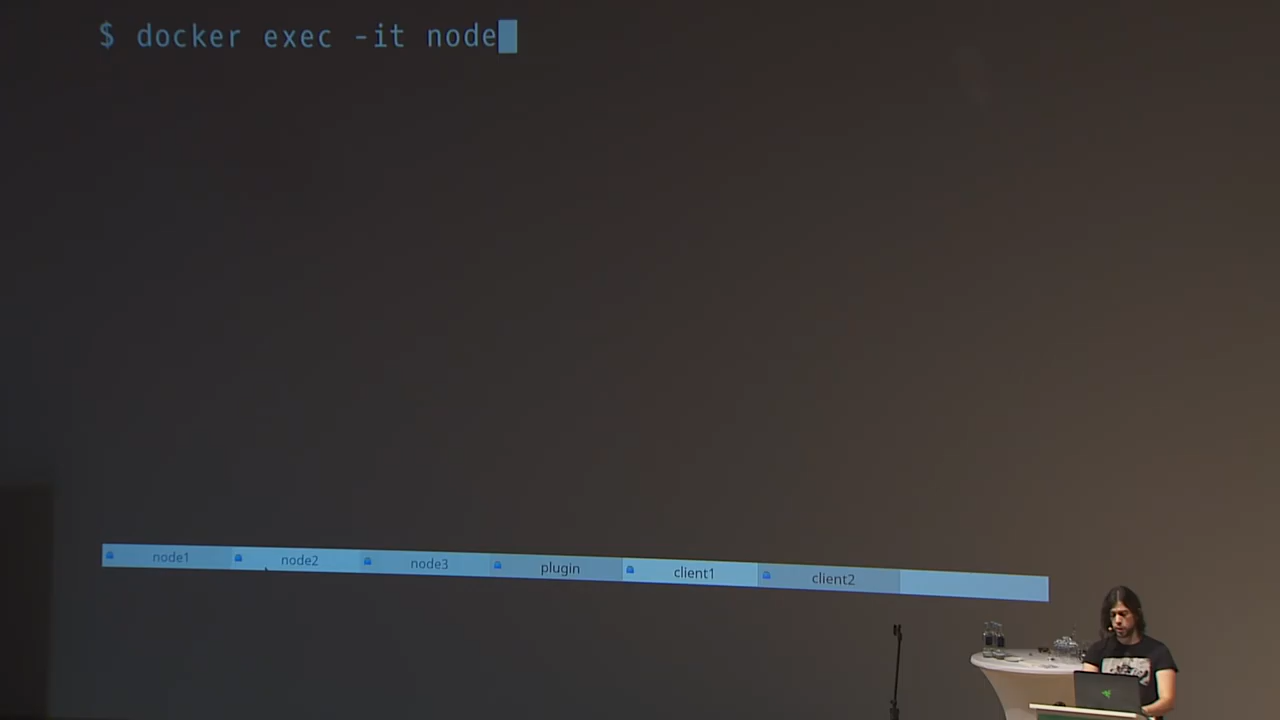 $ docker exec -it node
node1
node2
node3
plugin
client1
client2